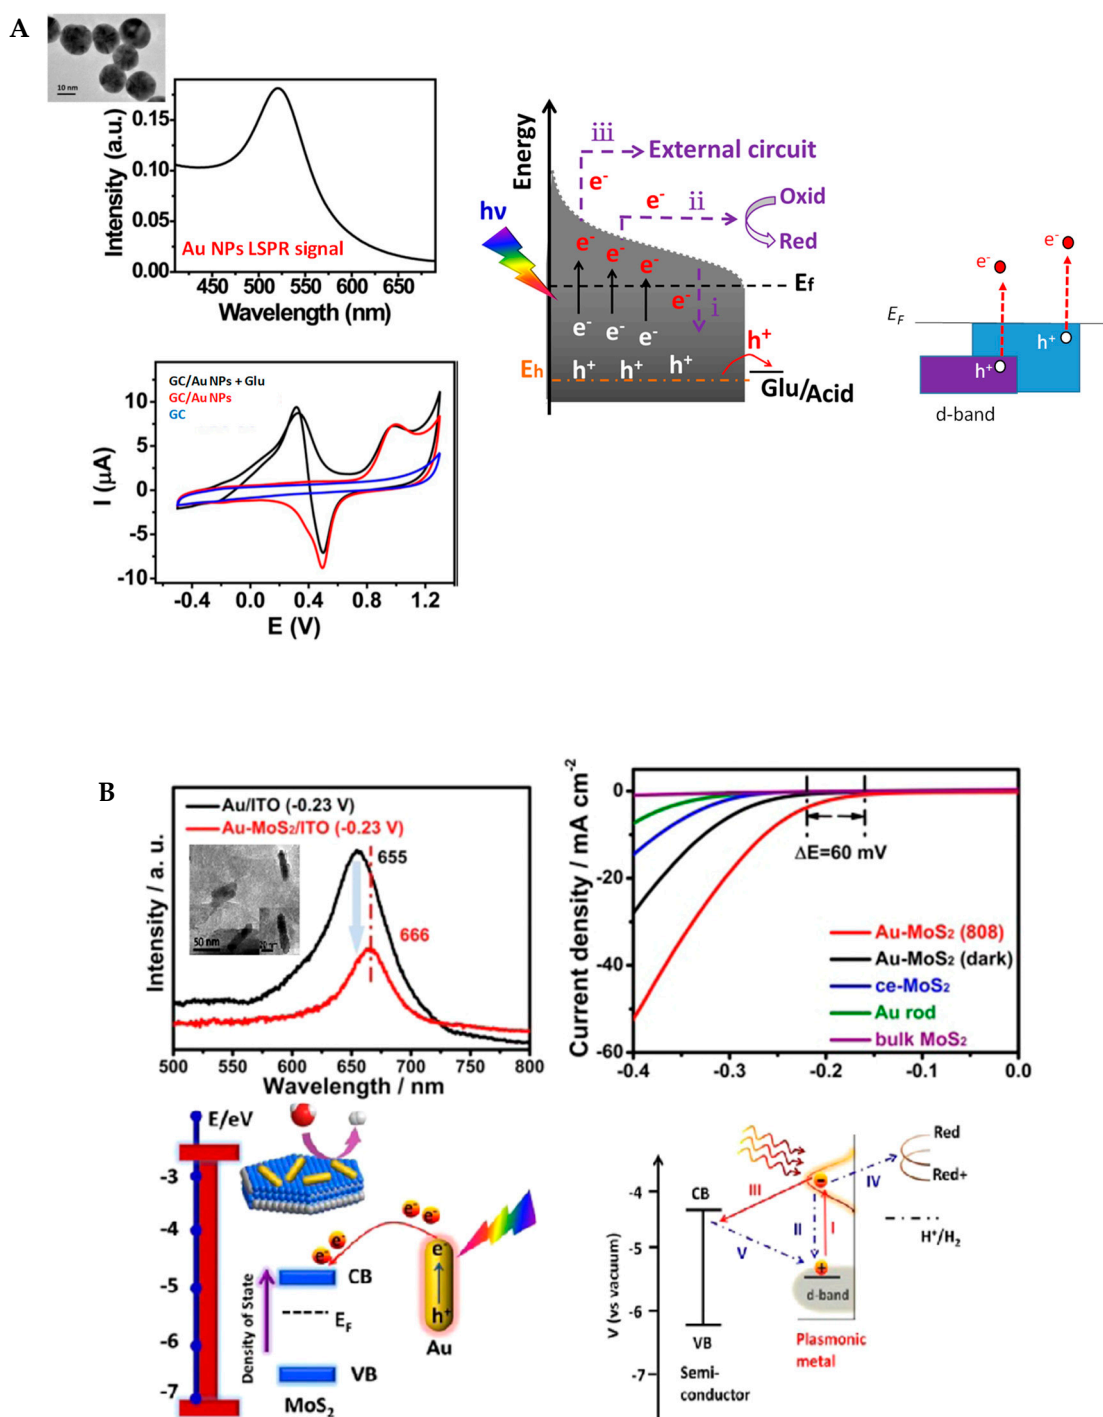 A
10 nm
Intensity (a.u.)
0.15
0.10
0.05
0.00
Au NPs LSPR signal
450 500 550 600 650
Wavelength (nm)
Energy
hν
iii
External circuit
e-
ii
e-
Oxid
Red
e- e- e-
Ef
e- i
e- e- e-
h+
Eh
h+ h+ h+
Glu/Acid
e-
e-
EF
h+
h+
d-band
GC/Au NPs + Glu
GC/Au NPs
GC
I (μA)
10
5
0
-5
-10
-0.4 0.0 0.4 0.8 1.2
E (V)
B
Intensity / a. u.
Au/ITO (-0.23 V)
Au-MoS2/ITO (-0.23 V)
655
666
50 nm
500 550 600 650 700 750 800
Wavelength / nm
Current density / mA cm-2
0
-20
-40
-60
ΔE=60 mV
Au-MoS2 (808)
Au-MoS2 (dark)
ce-MoS2
Au rod
bulk MoS2
-0.4 -0.3 -0.2 -0.1 0.0
E/eV
-3
-4
-5
-6
-7
Density of State
e- e-
e- e-
CB
EF
VB
MoS2
e-
h+
Au
V (vs vacuum)
-4
-5
-6
-7
CB
VB
Semi-
conductor
III
IV
II
I
V
Red
Red+
H+/H2
d-band
Plasmonic
metal